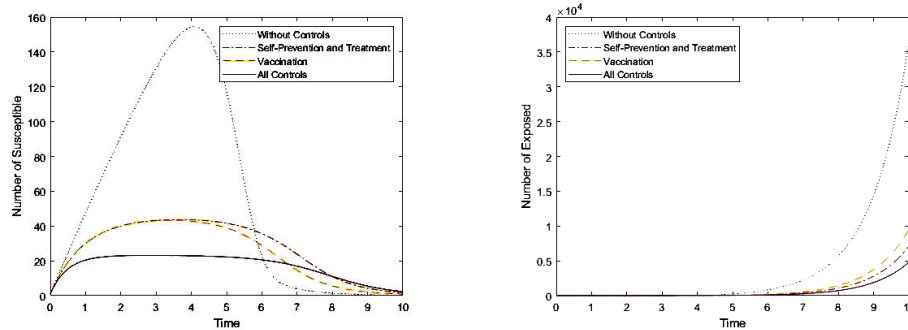 160
140
120
100
80
60
40
20
0
Number of Susceptible
Without Controls
Self-Prevention and Treatment
Vaccination
All Controls
0 1 2 3 4 5 6 7 8 9 10
Time
4 ×10⁴
3.5
3
2.5
2
1.5
1
0.5
0
Number of Exposed
Without Controls
Self-Prevention and Treatment
Vaccination
All Controls
0 1 2 3 4 5 6 7 8 9 10
Time